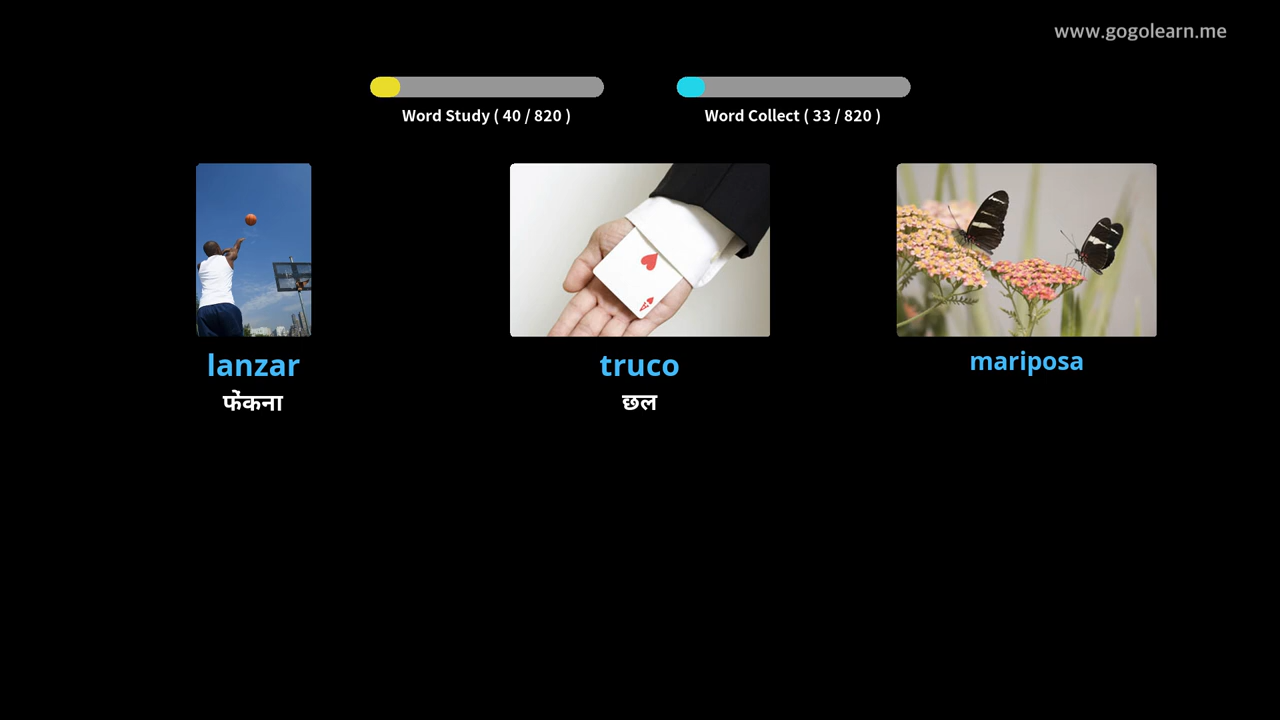 www.gogolearn.me
Word Study ( 40 / 820 )
Word Collect ( 33 / 820 )
lanzar
फेंकना
truco
छल
mariposa